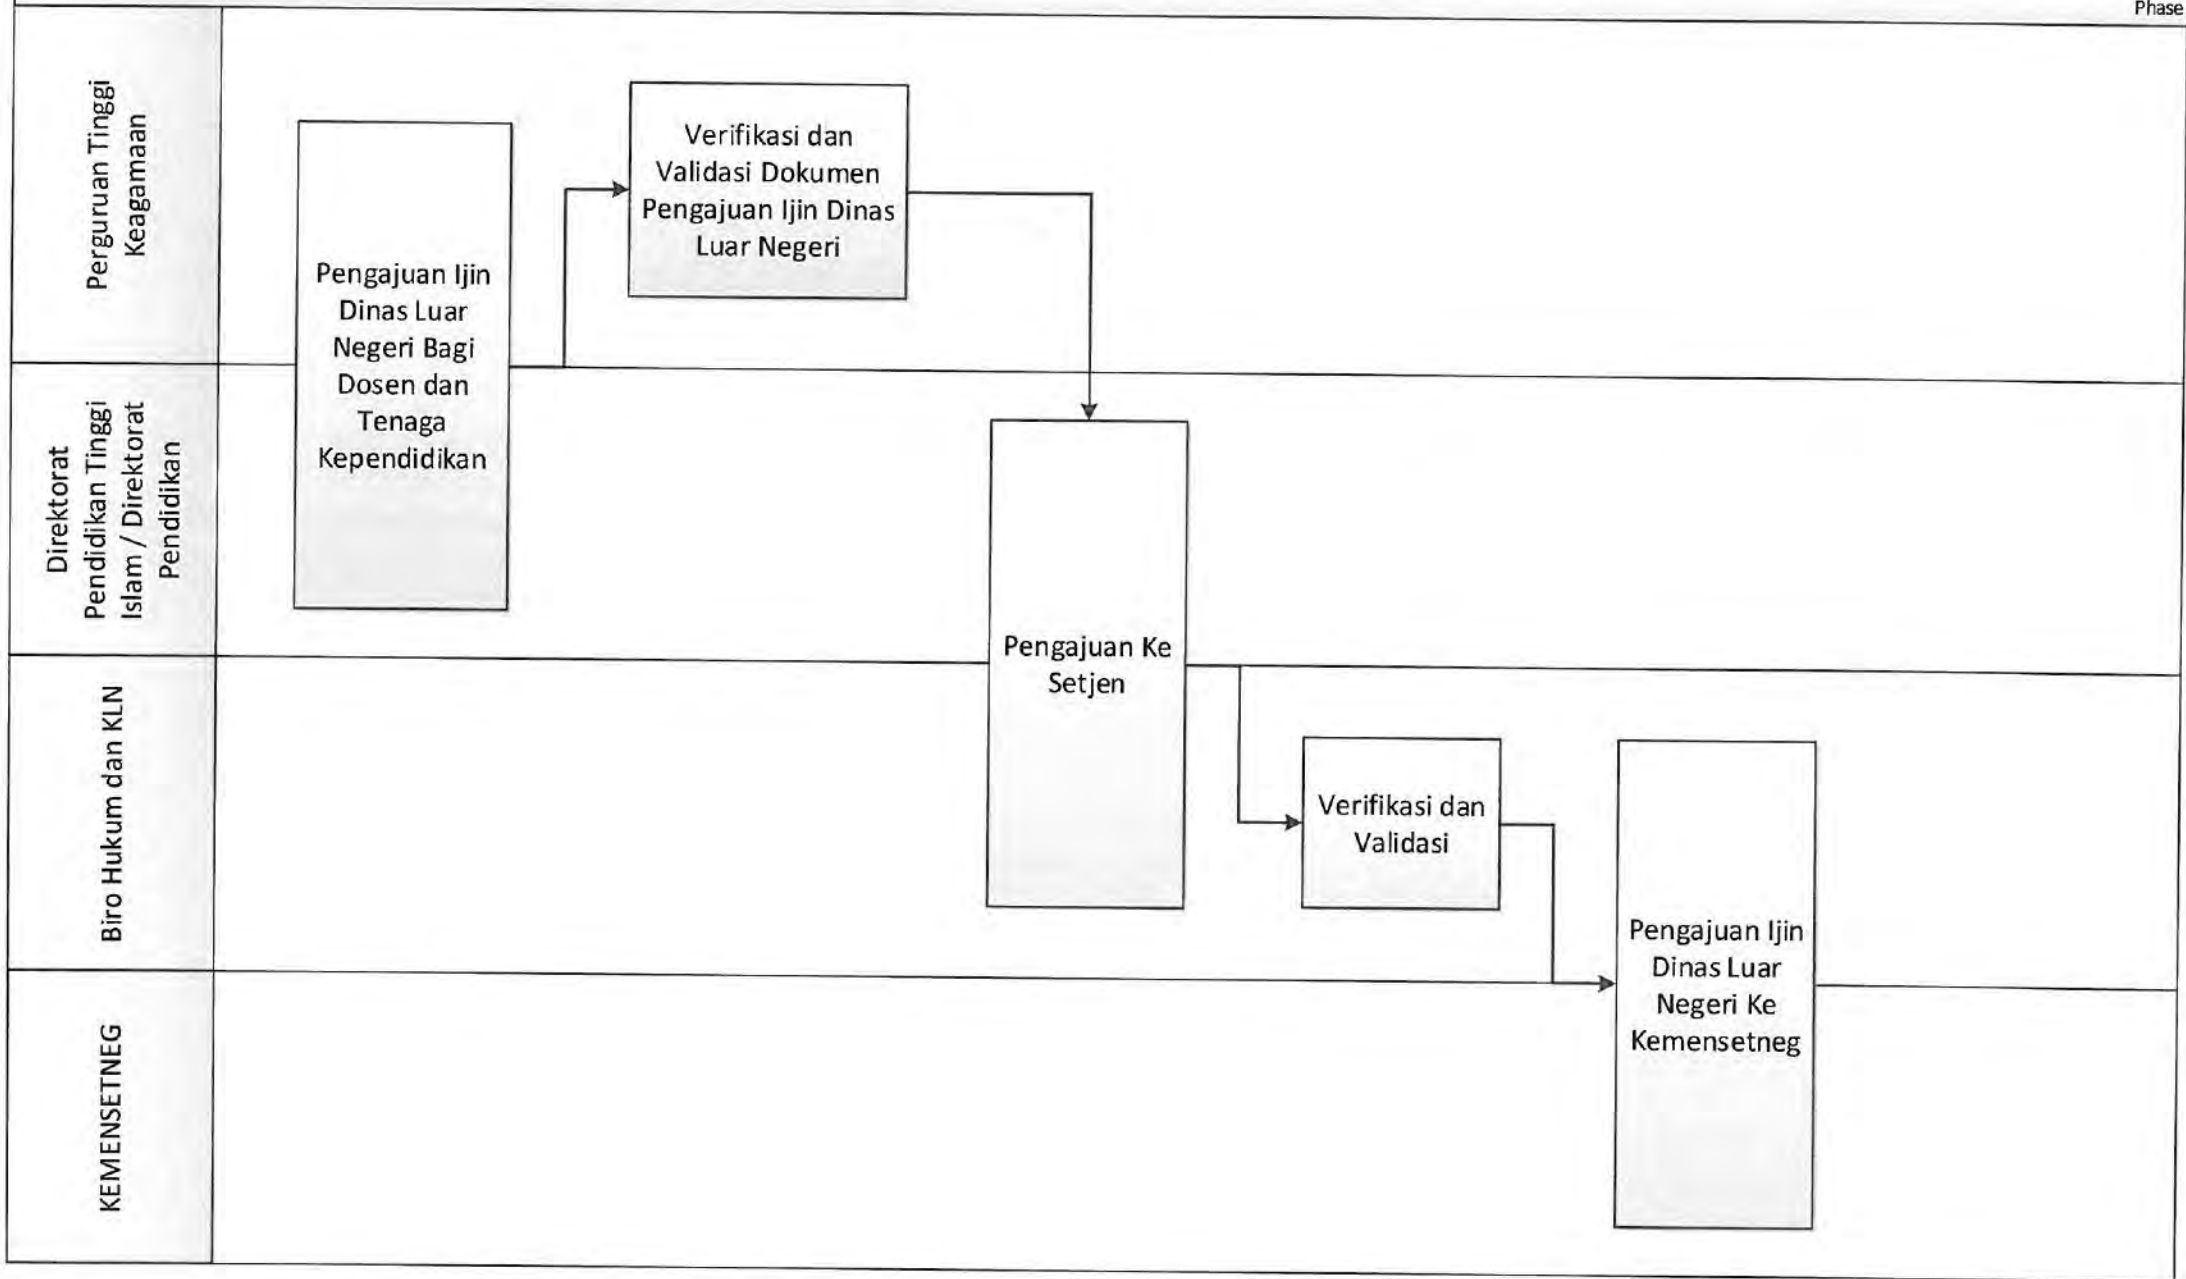 Phase
Perguruan Tinggi
Keagamaan
Pengajuan Ijin
Dinas Luar
Negeri Bagi
Dosen dan
Tenaga
Kependidikan
Verifikasi dan
Validasi Dokumen
Pengajuan Ijin Dinas
Luar Negeri
Direktorat
Pendidikan Tinggi
Islam / Direktorat
Pendidikan
Pengajuan Ke
Setjen
Biro Hukum dan KLN
Verifikasi dan
Validasi
Pengajuan Ijin
Dinas Luar
Negeri Ke
Kemensetneg
KEMENSETNEG